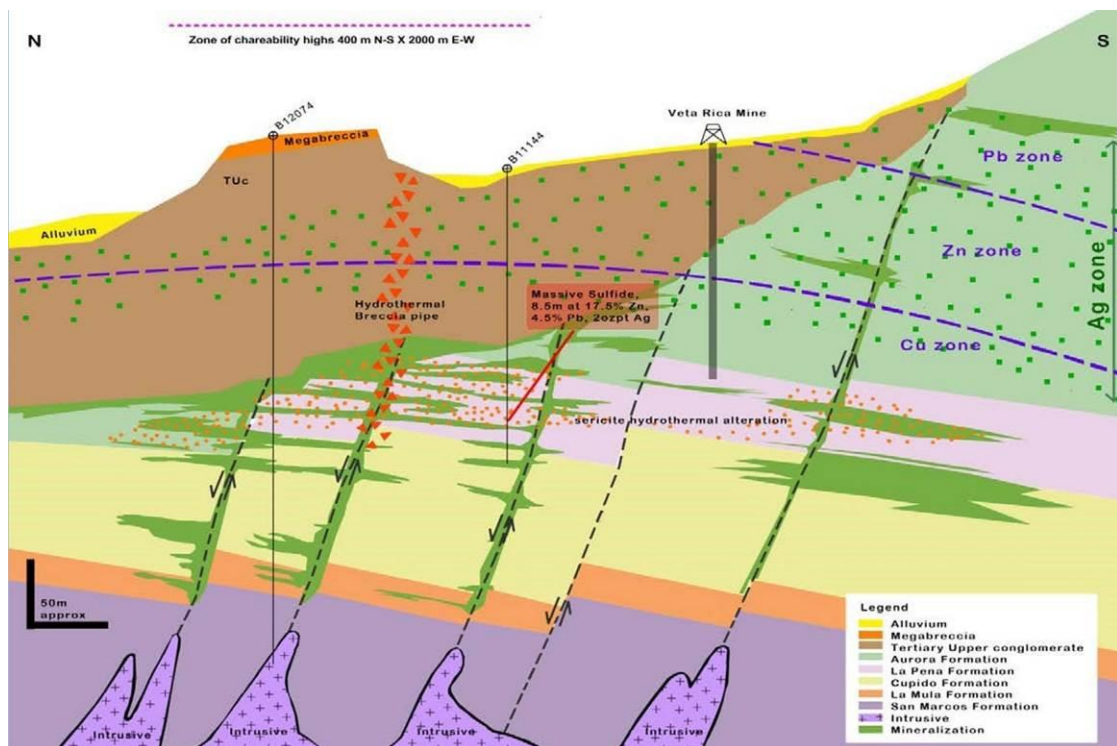 N
S
Zone of chareability highs 400 m N-S X 2000 m E-W
B12074
Megabreccia
TUc
B11144
Veta Rica Mine
Pb zone
Zn zone
Cu zone
Ag zone
Alluvium
Hydrothermal
Breccia pipe
Massive Sulfide,
8.5m at 17.5% Zn,
4.5% Pb, 2ozpt Ag
sericite hydrothermal alteration
50m
approx
Intrusive
Intrusive
Intrusive
Intrusive
Legend
Alluvium
Megabreccia
Tertiary Upper conglomerate
Aurora Formation
La Pena Formation
Cupido Formation
La Mula Formation
San Marcos Formation
Intrusive
Mineralization